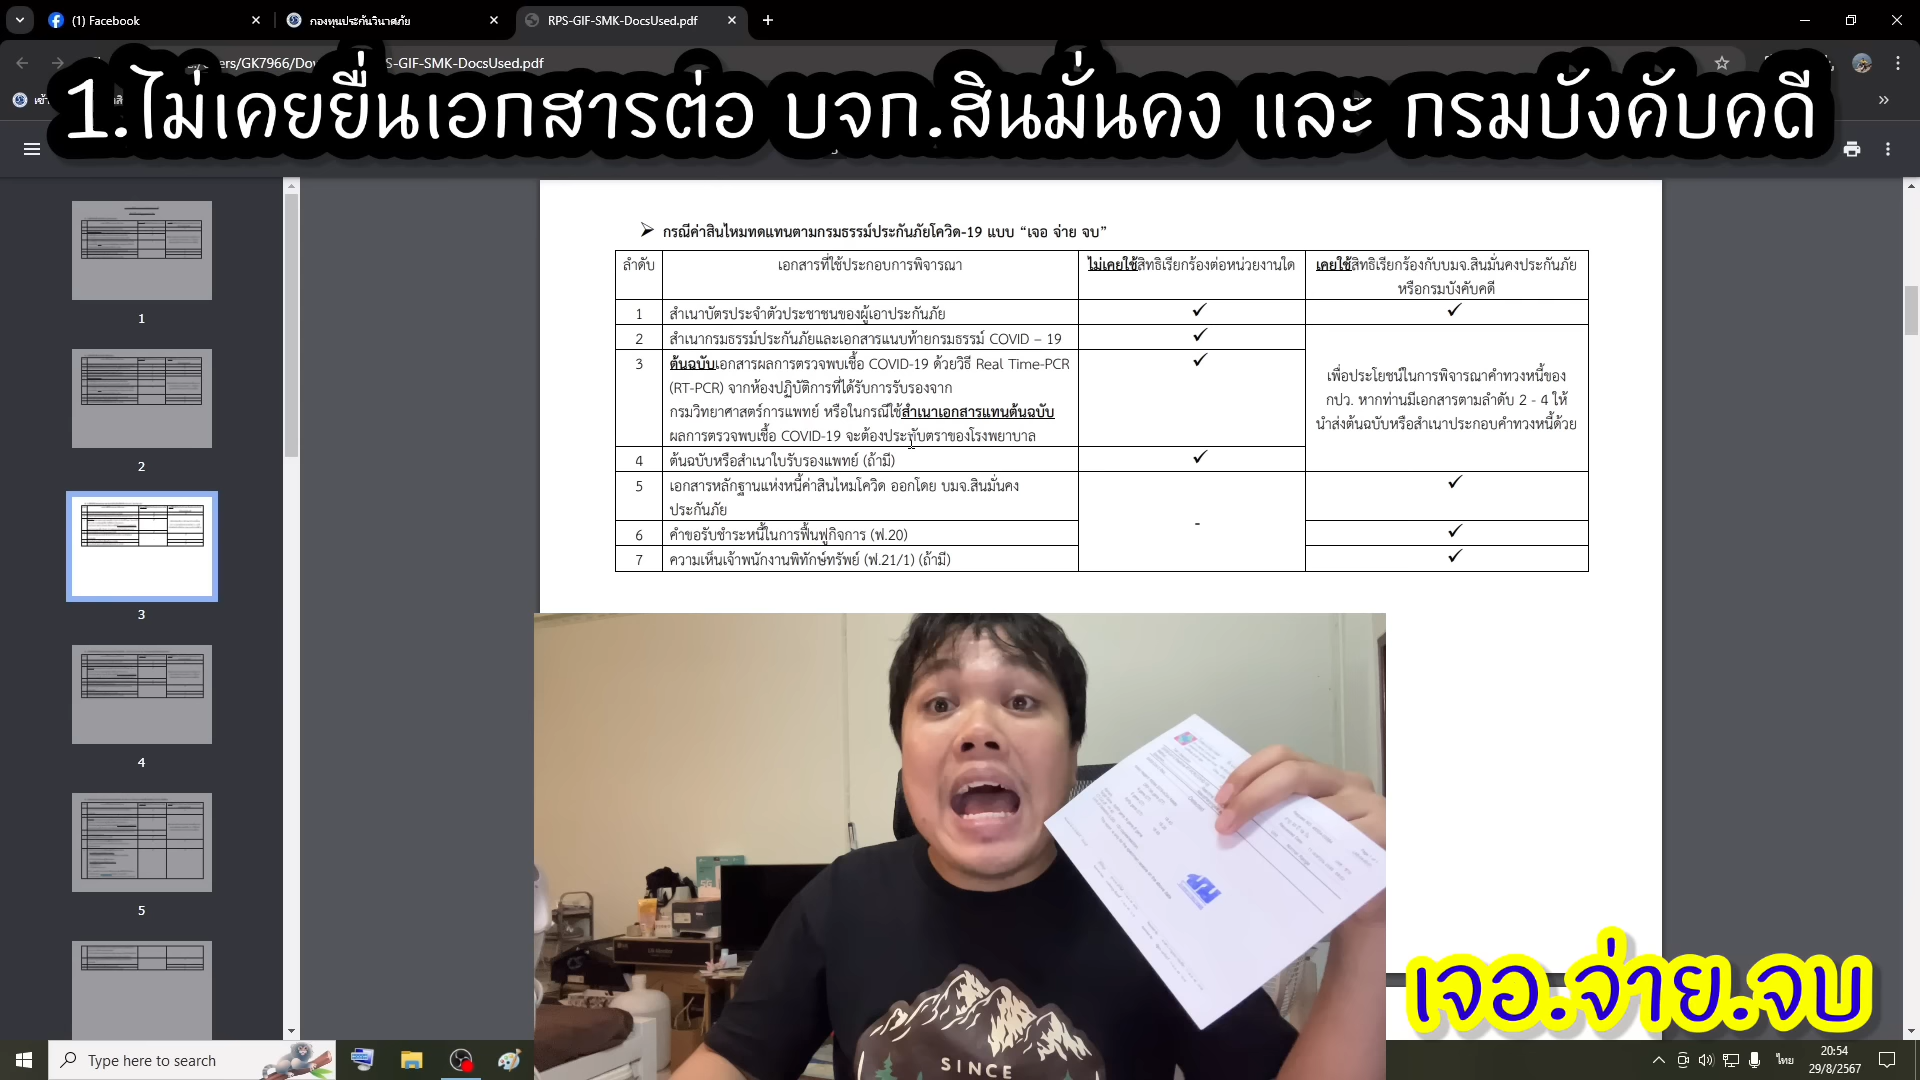 (1) Facebook
กองทุนประกันวินาศภัย
RPS-GIF-SMK-DocsUsed.pdf
1.ไม่เคยยื่นเอกสารต่อ บจก.สินมั่นคง และ กรมบังคับคดี
กรณีค่าสินไหมทดแทนตามกรมธรรม์ประกันภัยโควิด-19 แบบ “เจอ จ่าย จบ”
ลำดับ เอกสารที่ใช้ประกอบการพิจารณา ไม่เคยใช้สิทธิเรียกร้องต่อหน่วยงานใด เคยใช้สิทธิเรียกร้องกับบมจ.สินมั่นคงประกันภัย
หรือกรมบังคับคดี
1 สำเนาบัตรประจำตัวประชาชนของผู้เอาประกันภัย ✓ ✓
2 สำเนากรมธรรม์ประกันภัยและเอกสารแนบท้ายกรมธรรม์ COVID – 19 ✓
3 ต้นฉบับเอกสารผลการตรวจพบเชื้อ COVID-19 ด้วยวิธี Real Time-PCR ✓
(RT-PCR) จากห้องปฏิบัติการที่ได้รับการรับรองจาก
กรมวิทยาศาสตร์การแพทย์ หรือในกรณีใช้สำเนาเอกสารแทนต้นฉบับ
ผลการตรวจพบเชื้อ COVID-19 จะต้องประทับตราของโรงพยาบาล
เพื่อประโยชน์ในการพิจารณาคำทวงหนี้ของ
กปว. หากท่านมีเอกสารตามลำดับ 2 - 4 ให้
นำส่งต้นฉบับหรือสำเนาประกอบคำทวงหนี้ด้วย
4 ต้นฉบับหรือสำเนาใบรับรองแพทย์ (ถ้ามี) ✓
5 เอกสารหลักฐานแห่งหนี้ค่าสินไหมโควิด ออกโดย บมจ.สินมั่นคง ✓
ประกันภัย
-
6 คำขอรับชำระหนี้ในการฟื้นฟูกิจการ (ฟ.20) ✓
7 ความเห็นเจ้าพนักงานพิทักษ์ทรัพย์ (ฟ.21/1) (ถ้ามี) ✓
1
2
3
4
5
SINCE
เจอ.จ่าย.จบ
Type here to search
ไทย
20:54
29/8/2567